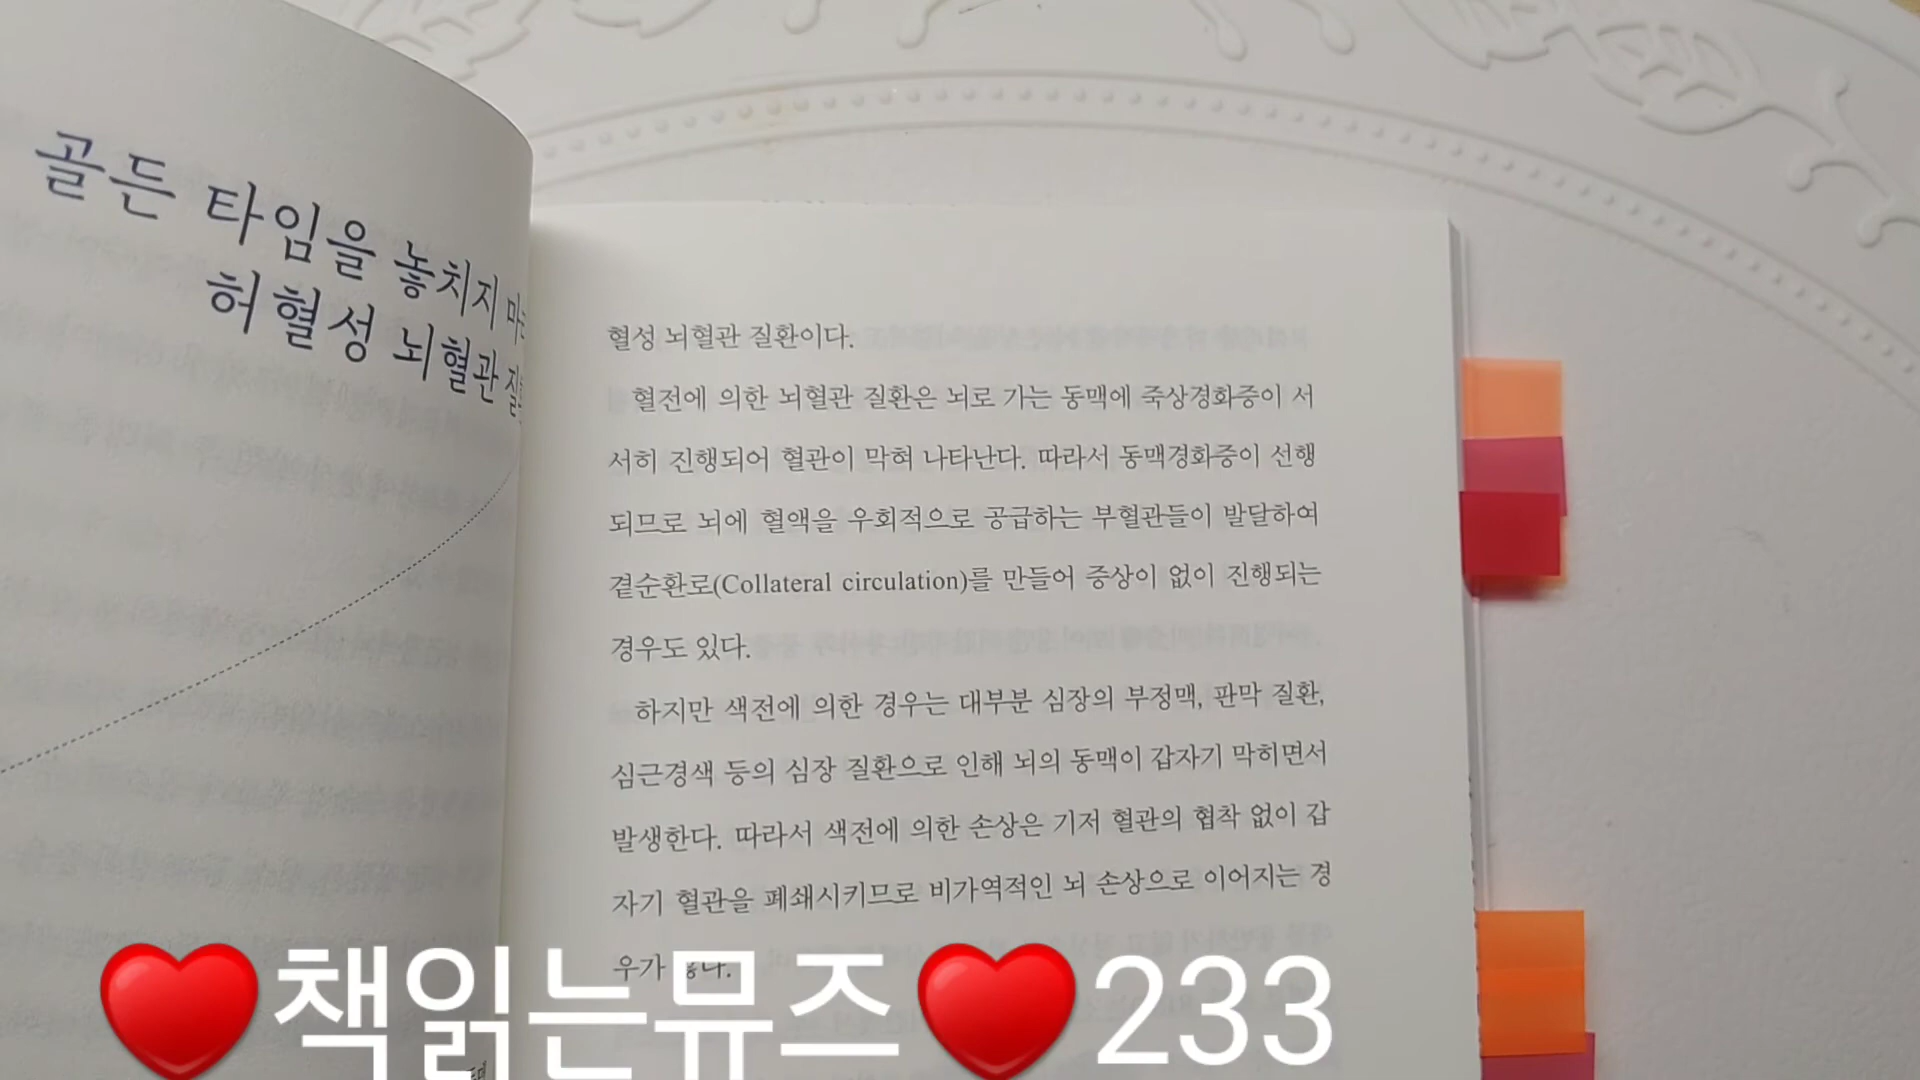 골든 타임을 놓치지
허혈성 뇌혈관
혈성 뇌혈관 질환이다.
혈전에 의한 뇌혈관 질환은 뇌로 가는 동맥에 죽상경화증이 서
서히 진행되어 혈관이 막혀 나타난다. 따라서 동맥경화증이 선행
되므로 뇌에 혈액을 우회적으로 공급하는 부혈관들이 발달하여
곁순환로(Collateral circulation)를 만들어 증상이 없이 진행되는
경우도 있다.
하지만 색전에 의한 경우는 대부분 심장의 부정맥, 판막 질환,
심근경색 등의 심장 질환으로 인해 뇌의 동맥이 갑자기 막히면서
발생한다. 따라서 색전에 의한 손상은 기저 혈관의 협착 없이 갑
자기 혈관을 폐쇄시키므로 비가역적인 뇌 손상으로 이어지는 경
우가
❤책읽는뮤즈❤233